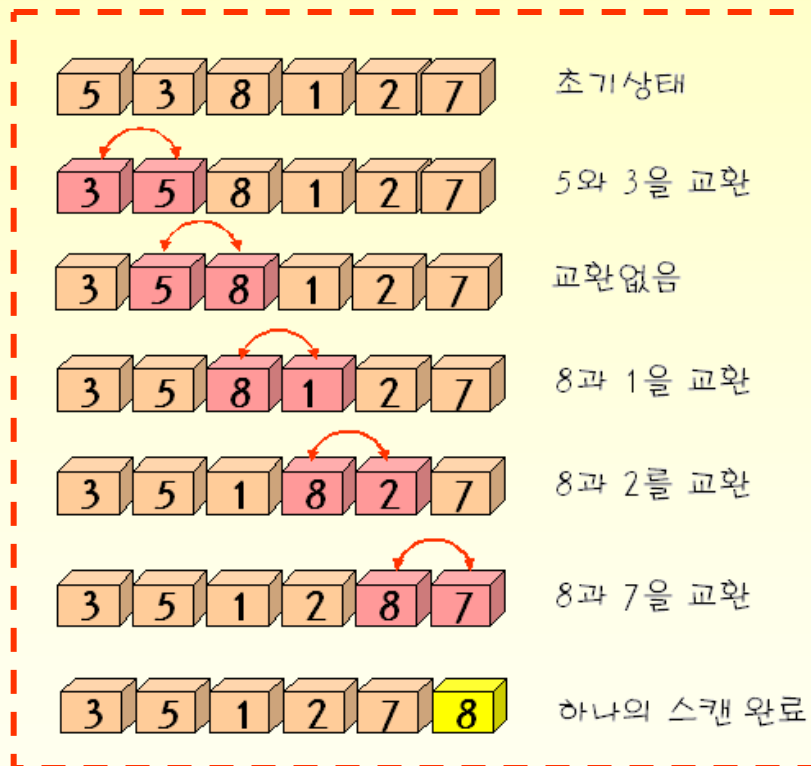 5 3 8 1 2 7 초기상태
3 5 8 1 2 7 5와 3을 교환
3 5 8 1 2 7 교환없음
3 5 8 1 2 7 8과 1을 교환
3 5 1 8 2 7 8과 2를 교환
3 5 1 2 8 7 8과 7을 교환
3 5 1 2 7 8 하나의 스캔 완료